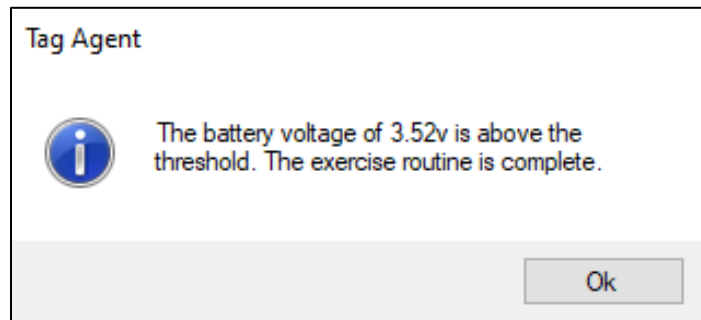 Tag Agent
The battery voltage of 3.52v is above the
threshold. The exercise routine is complete.
Ok